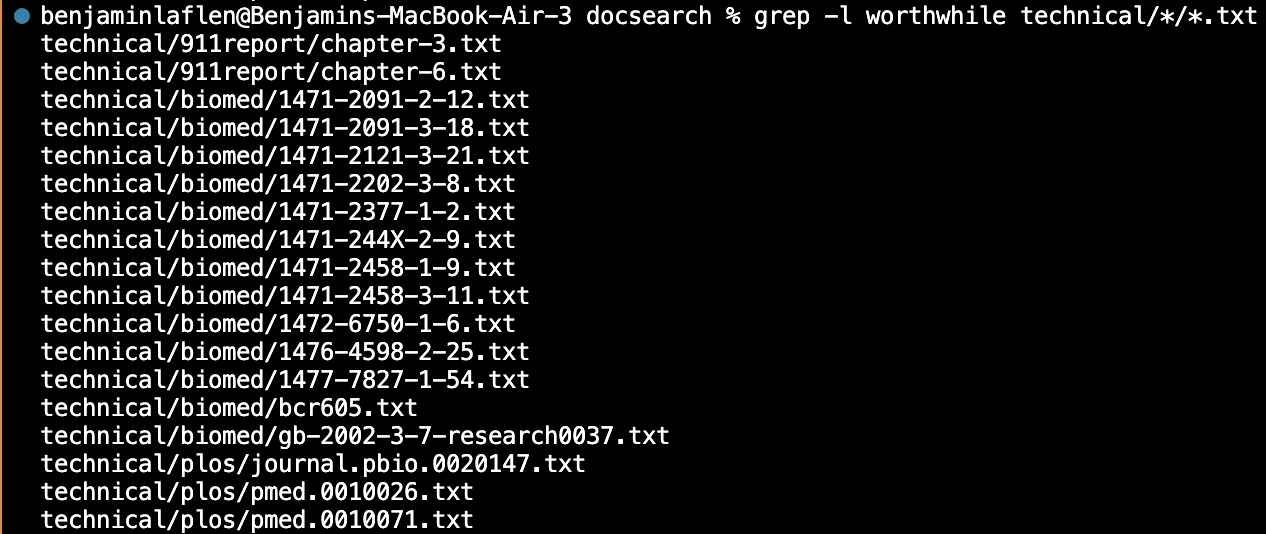 benjaminlaflen@Benjamins-MacBook-Air-3 docsearch % grep -l worthwhile technical/*/*.txt
technical/911report/chapter-3.txt
technical/911report/chapter-6.txt
technical/biomed/1471-2091-2-12.txt
technical/biomed/1471-2091-3-18.txt
technical/biomed/1471-2121-3-21.txt
technical/biomed/1471-2202-3-8.txt
technical/biomed/1471-2377-1-2.txt
technical/biomed/1471-244X-2-9.txt
technical/biomed/1471-2458-1-9.txt
technical/biomed/1471-2458-3-11.txt
technical/biomed/1472-6750-1-6.txt
technical/biomed/1476-4598-2-25.txt
technical/biomed/1477-7827-1-54.txt
technical/biomed/bcr605.txt
technical/biomed/gb-2002-3-7-research0037.txt
technical/plos/journal.pbio.0020147.txt
technical/plos/pmed.0010026.txt
technical/plos/pmed.0010071.txt